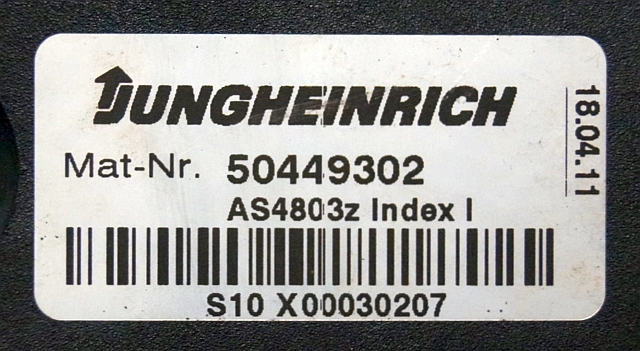 JUNGHEINRICH
Mat-Nr. 50449302
AS4803z Index I
S10 X00030207
18.04.11